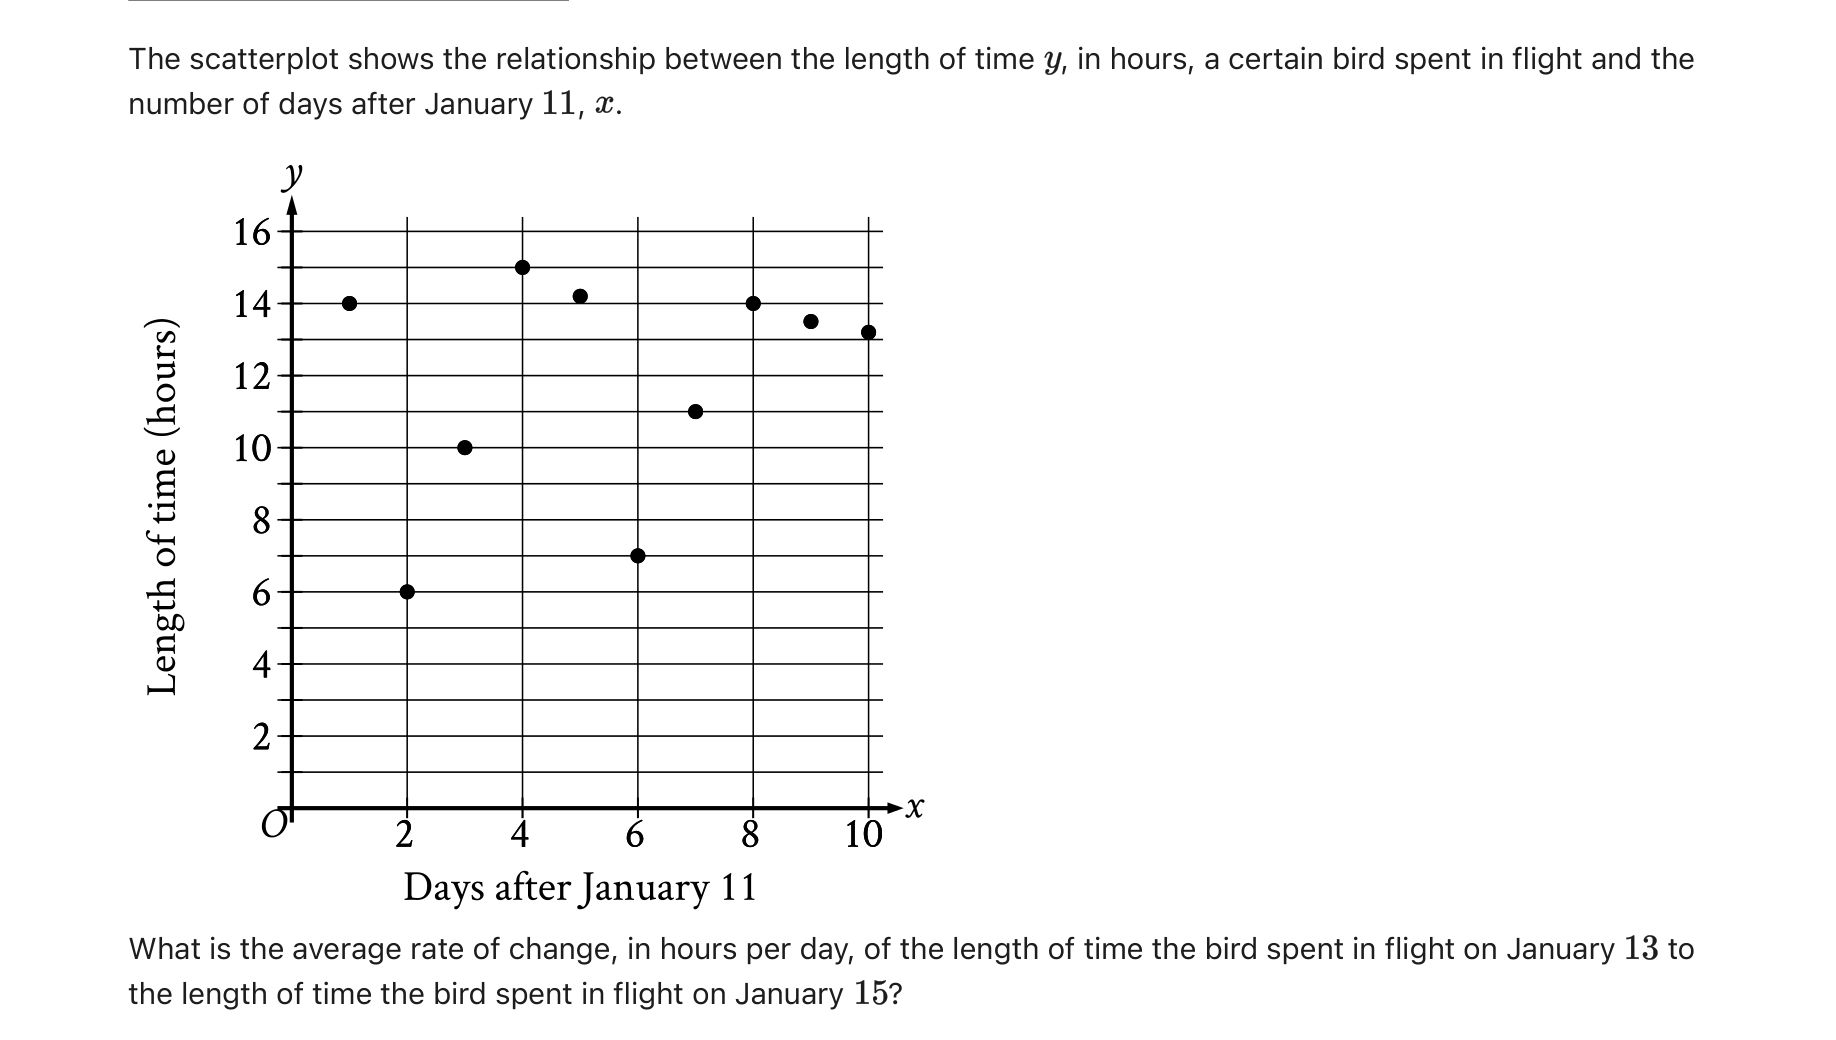 The scatterplot shows the relationship between the length of time y, in hours, a certain bird spent in flight and the
number of days after January 11, x.
y
16
14
12
10
8
6
4
2
O
Length of time (hours)
2 4 6 8 10
x
Days after January 11
What is the average rate of change, in hours per day, of the length of time the bird spent in flight on January 13 to
the length of time the bird spent in flight on January 15?